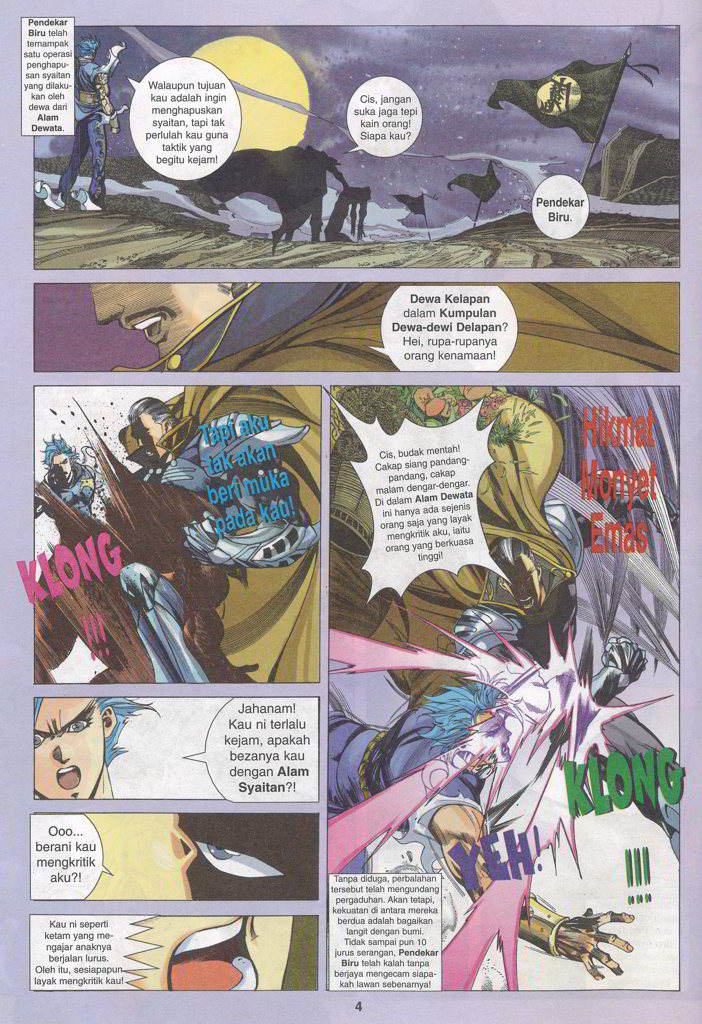 Pendekar
Biru telah
ternampak
satu operasi
penghapu-
san syaitan
yang dilaku-
kan oleh
dewa dari
Alam
Dewata.
Walaupun tujuan
kau adalah ingin
menghapuskan
syaitan, tapi tak
perlulah kau guna
taktik yang
begitu kejam!
Cis, jangan
suka jaga tepi
kain orang!
Siapa kau?
Pendekar
Biru.
Dewa Kelapan
dalam Kumpulan
Dewa-dewi Delapan?
Hei, rupa-rupanya
orang kenamaan!
Tapi aku
tak akan
beri muka
pada kau!
KLONG
!!!
Cis, budak mentah!
Cakap siang pandang-
pandang, cakap
malam dengar-dengar.
Di dalam Alam Dewata
ini hanya ada sejenis
orang saja yang layak
mengkritik aku, iaitu
orang yang berkuasa
tinggi!
Hikmat
Monyet
Emas
Jahanam!
Kau ni terlalu
kejam, apakah
bezanya kau
dengan Alam
Syaitan?!
Ooo...
berani kau
mengkritik
aku?!
Kau ni seperti
ketam yang me-
ngajar anaknya
berjalan lurus.
Oleh itu, sesiapapun
layak mengkritik kau!
KLONG
!!!
YEH!
Tanpa diduga, perbalahan
tersebut telah mengundang
pergaduhan. Akan tetapi,
kekuatan di antara mereka
berdua adalah bagaikan
langit dengan bumi.
Tidak sampai pun 10
jurus serangan, Pendekar
Biru telah kalah tanpa
berjaya mengecam siapa-
kah lawan sebenarnya!
4